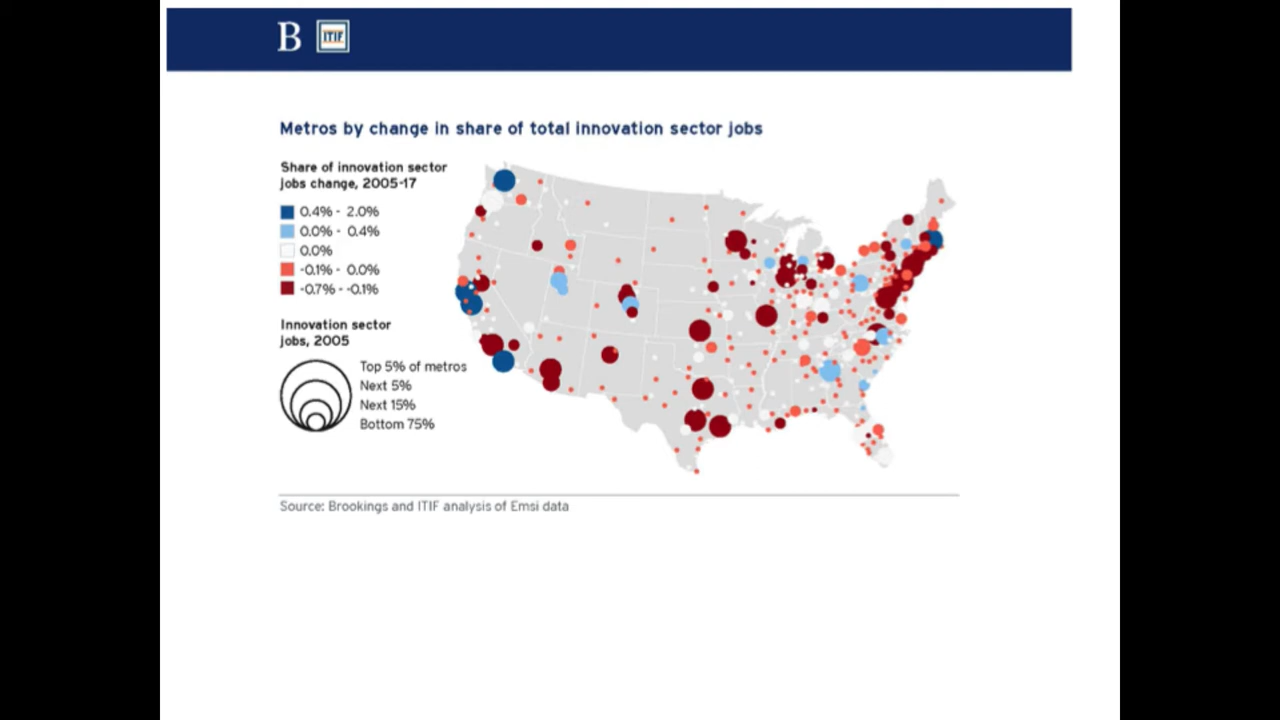 B ITIF
Metros by change in share of total innovation sector jobs
Share of innovation sector
jobs change, 2005-17
0.4% - 2.0%
0.0% - 0.4%
0.0%
-0.1% - 0.0%
-0.7% - -0.1%
Innovation sector
jobs, 2005
Top 5% of metros
Next 5%
Next 15%
Bottom 75%
Source: Brookings and ITIF analysis of Emsi data